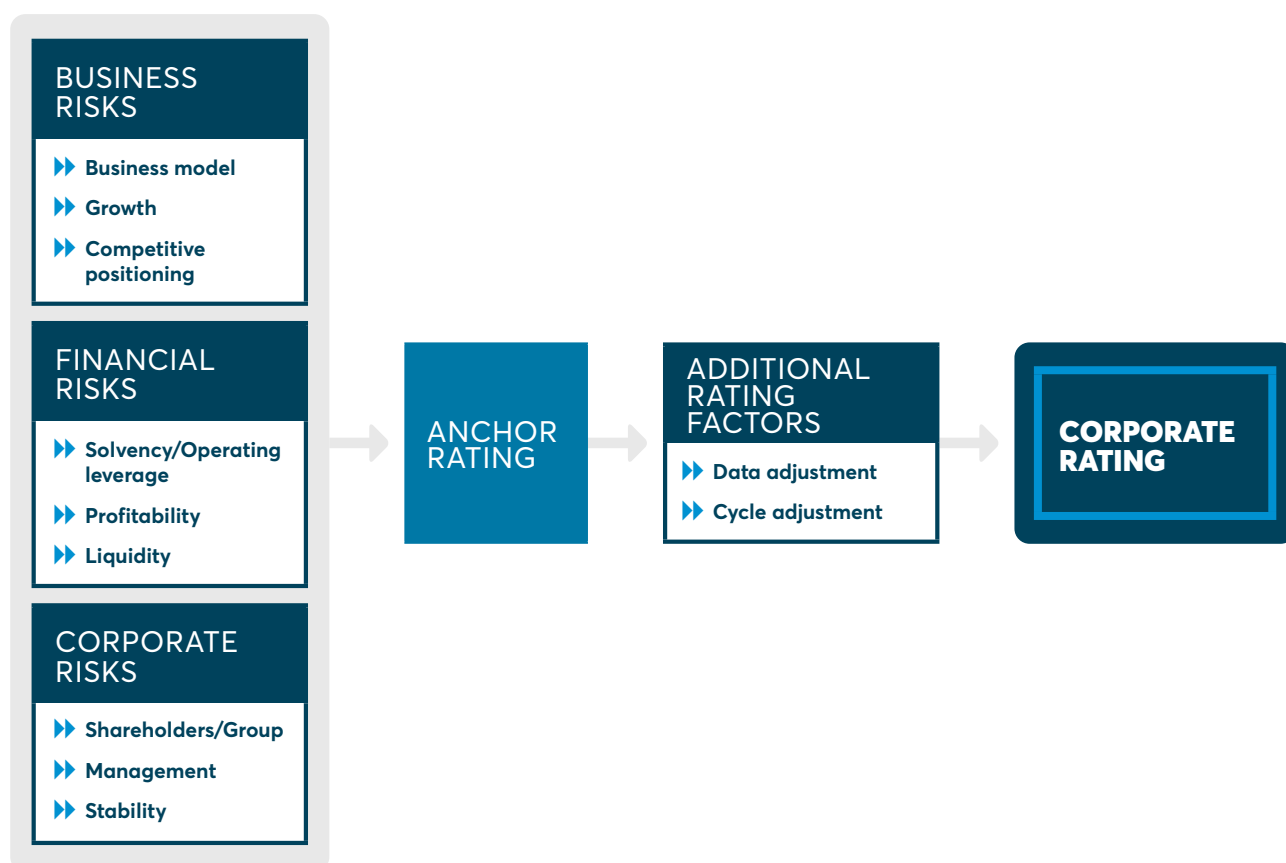 BUSINESS
RISKS
Business model
Growth
Competitive
positioning
FINANCIAL
RISKS
Solvency/Operating
leverage
Profitability
Liquidity
CORPORATE
RISKS
Shareholders/Group
Management
Stability
ANCHOR
RATING
ADDITIONAL
RATING
FACTORS
Data adjustment
Cycle adjustment
CORPORATE
RATING